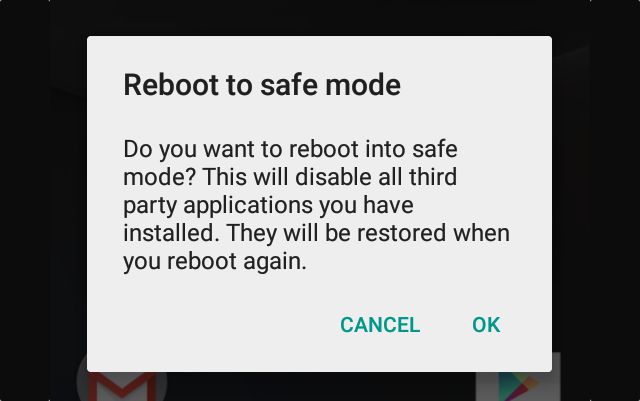 Reboot to safe mode
Do you want to reboot into safe
mode? This will disable all third
party applications you have
installed. They will be restored when
you reboot again.
CANCEL OK